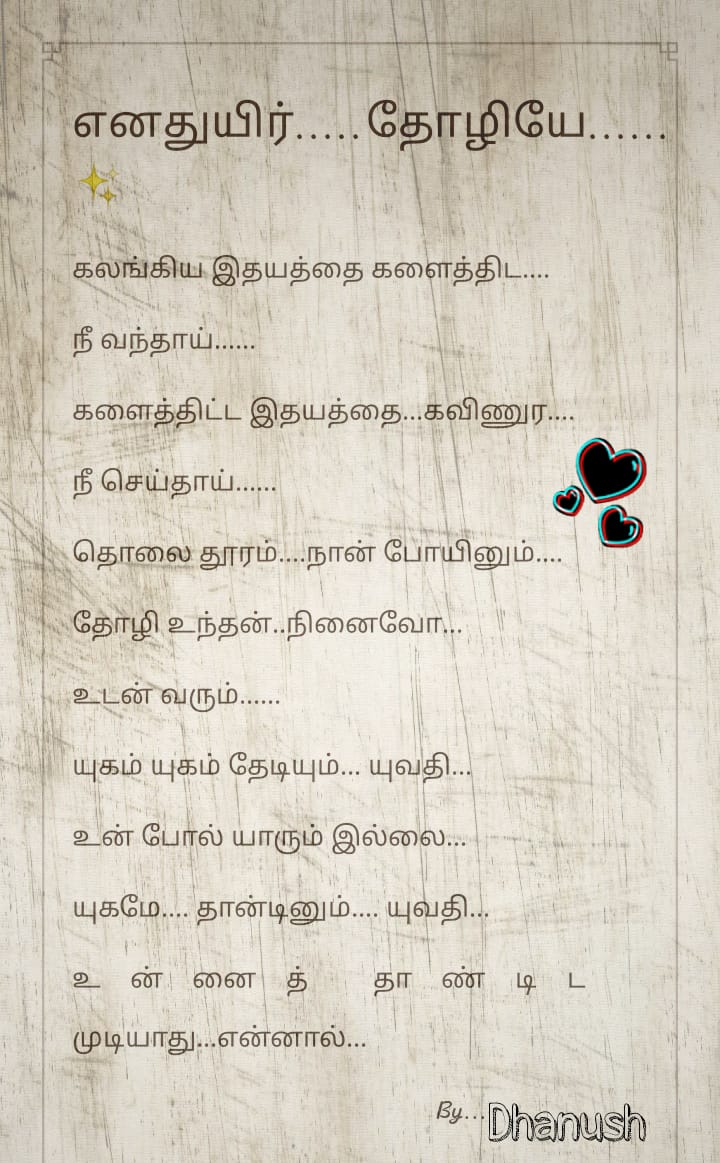 எனதுயிர்.....தோழியே......
கலங்கிய இதயத்தை களைத்திட....
நீ வந்தாய்......
களைத்திட்ட இதயத்தை...கவிணுர....
நீ செய்தாய்......
தொலை தூரம்....நான் போயினும்....
தோழி உந்தன்..நினைவோ...
உடன் வரும்......
யுகம் யுகம் தேடியும்... யுவதி...
உன் போல் யாரும் இல்லை...
யுகமே.... தான்டினும்.... யுவதி...
உன்னைத் தாண்டிட
முடியாது...என்னால்...
By...Dhanush